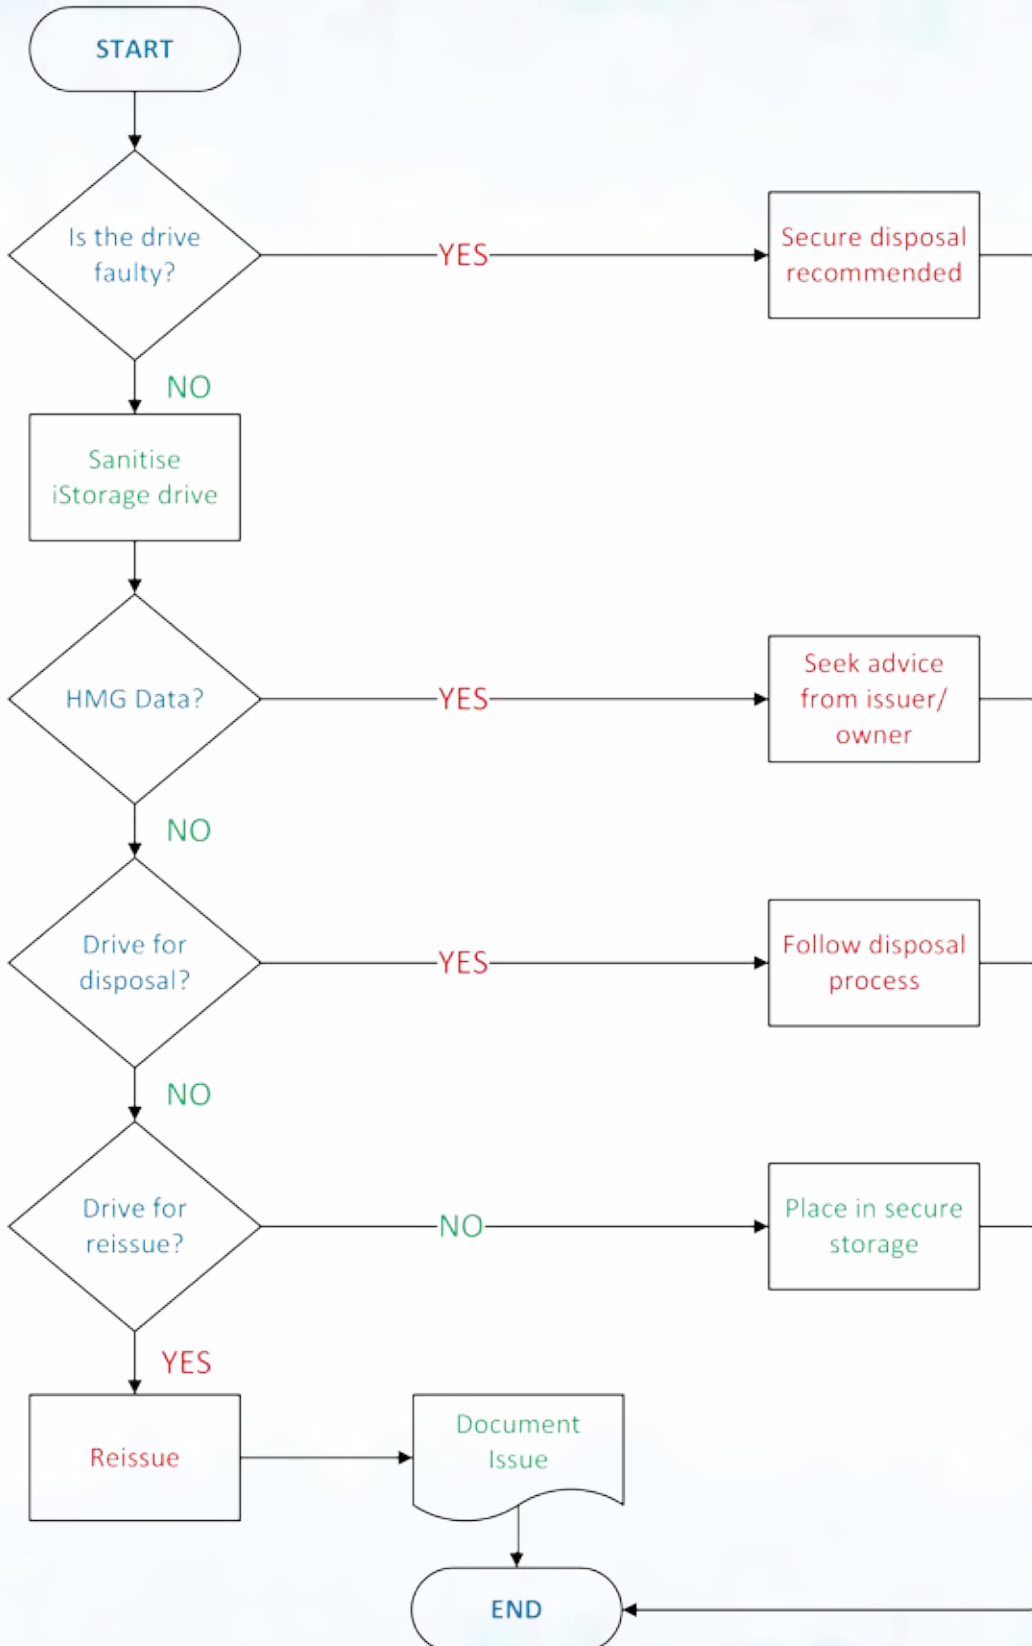 START
Is the drive
faulty?
YES
Secure disposal
recommended
NO
Sanitise
iStorage drive
HMG Data?
YES
Seek advice
from issuer/
owner
NO
Drive for
disposal?
YES
Follow disposal
process
NO
Drive for
reissue?
NO
Place in secure
storage
YES
Reissue
Document
Issue
END